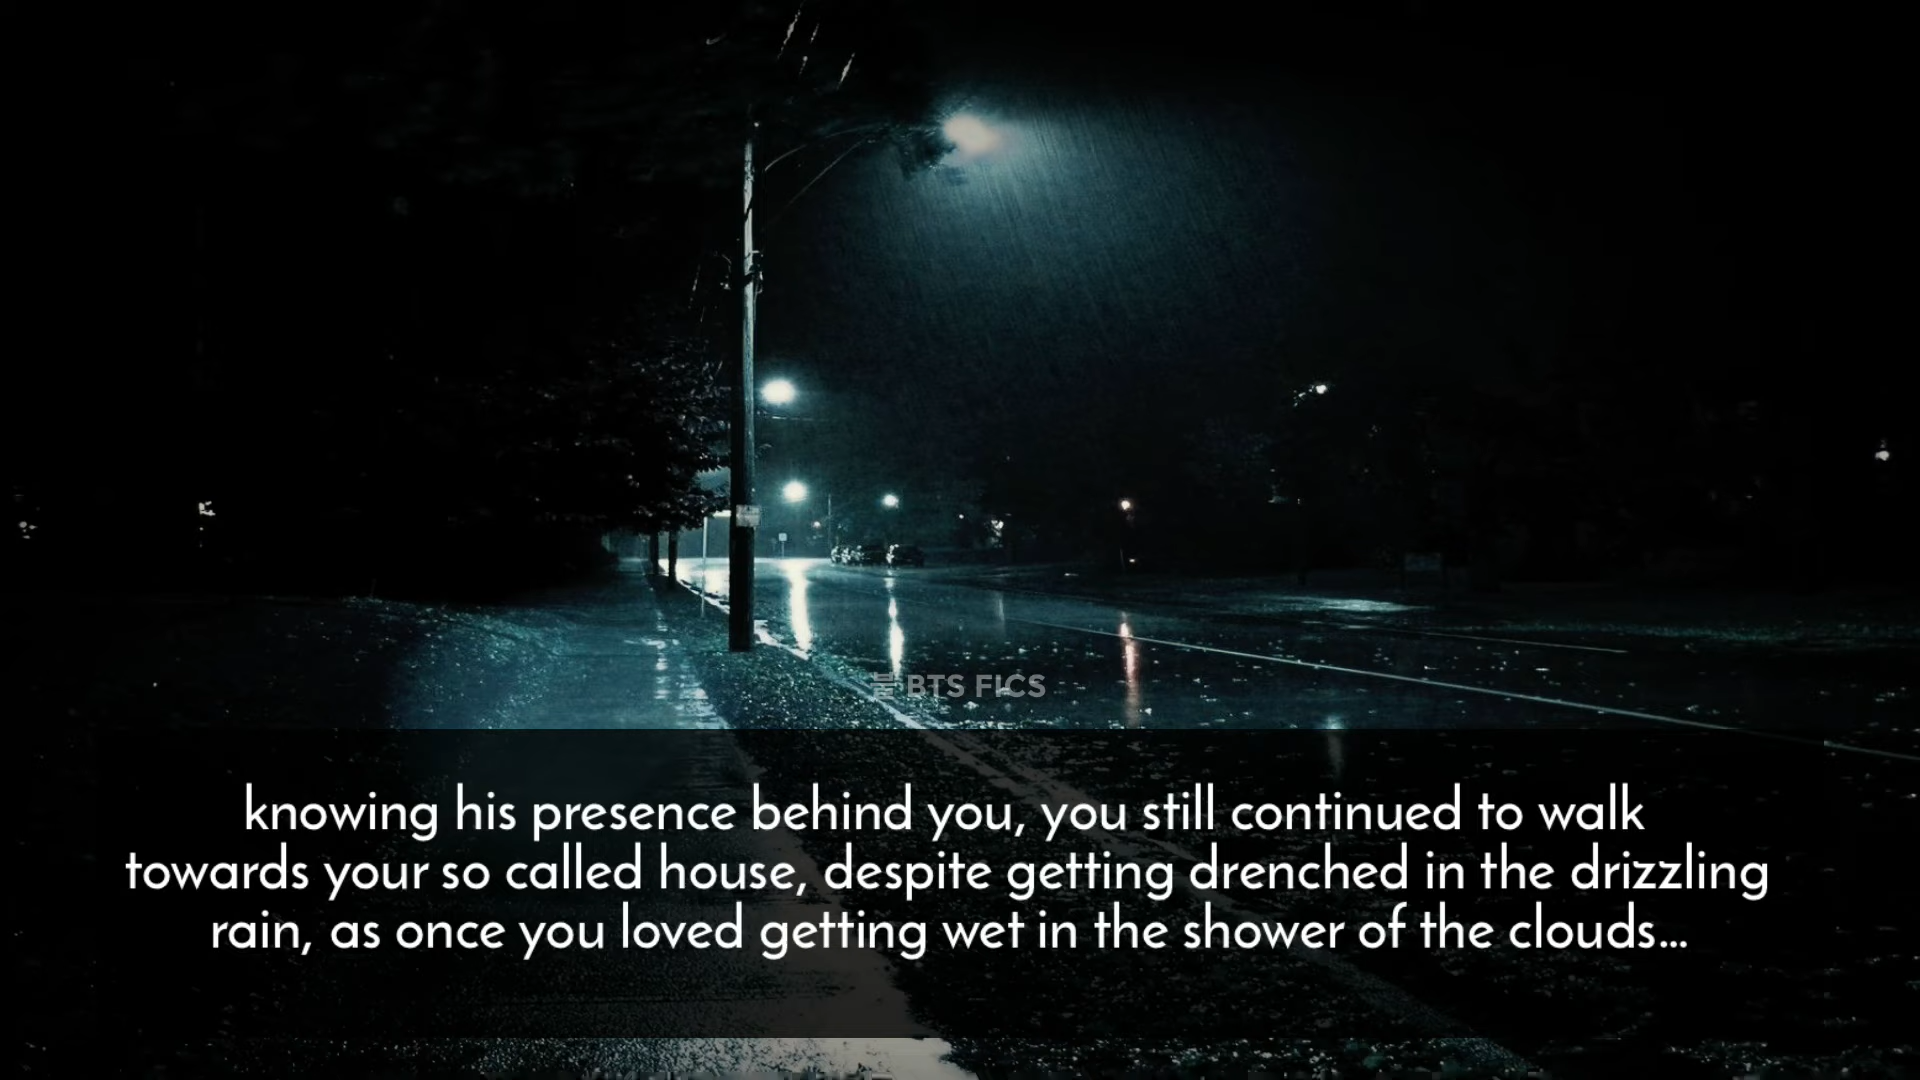 BTS FICS
knowing his presence behind you, you still continued to walk
towards your so called house, despite getting drenched in the drizzling
rain, as once you loved getting wet in the shower of the clouds...